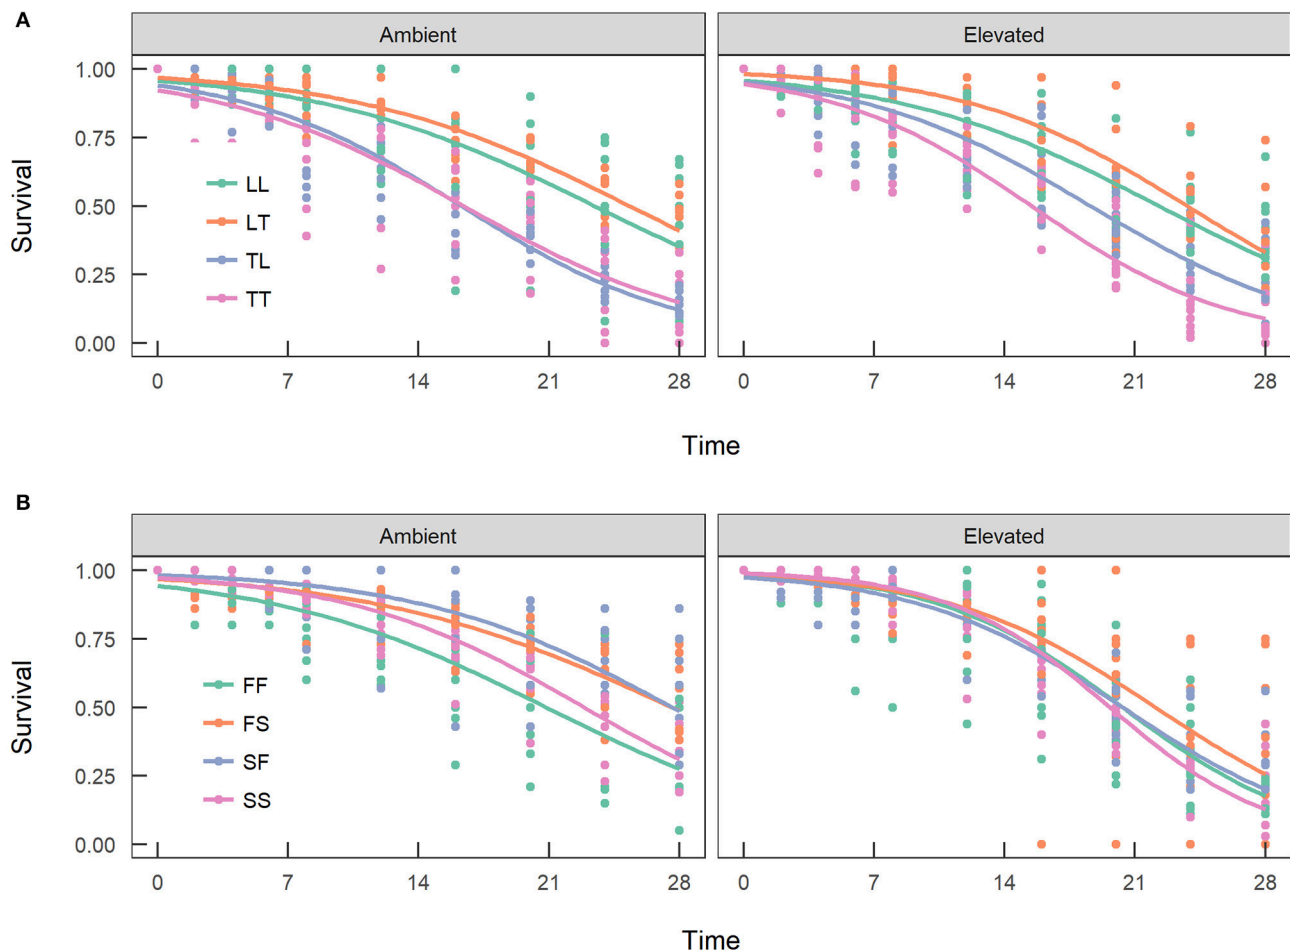 A
Ambient
Elevated
Survival
1.00
0.75
0.50
0.25
0.00
LL
LT
TL
TT
0 7 14 21 28
0 7 14 21 28
Time
B
Ambient
Elevated
Survival
1.00
0.75
0.50
0.25
0.00
FF
FS
SF
SS
0 7 14 21 28
0 7 14 21 28
Time